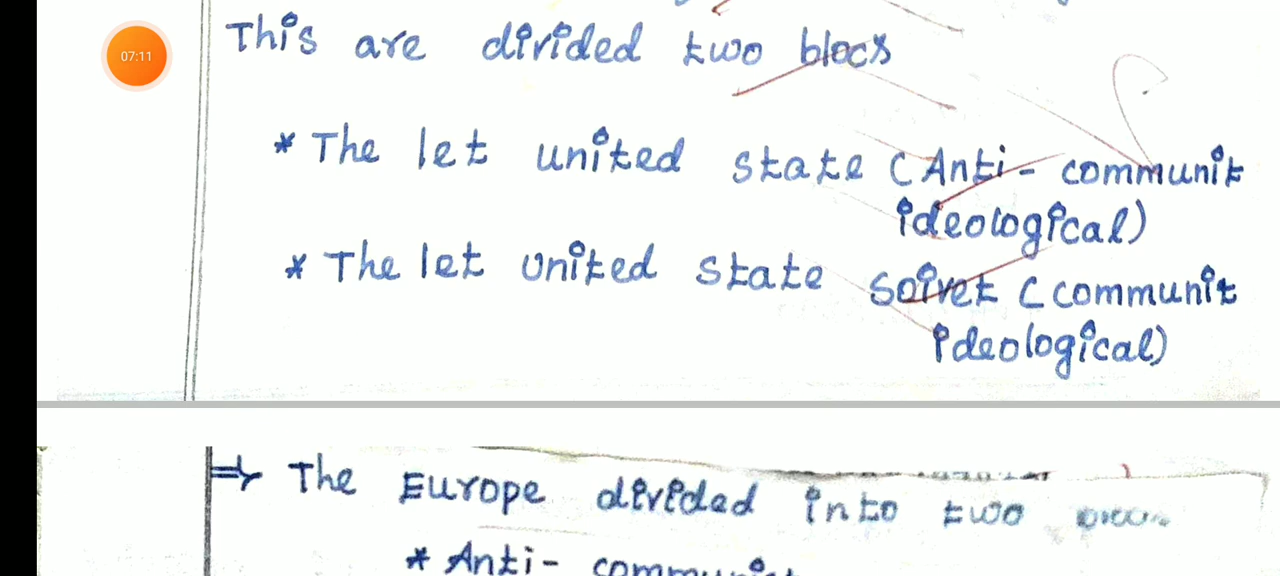 07:11
This are divided two blocs
* The let united state (Anti- communit
ideological)
* The let united state soivet (communit
ideological)
⇒ The Europe divided into two
* Anti- communist